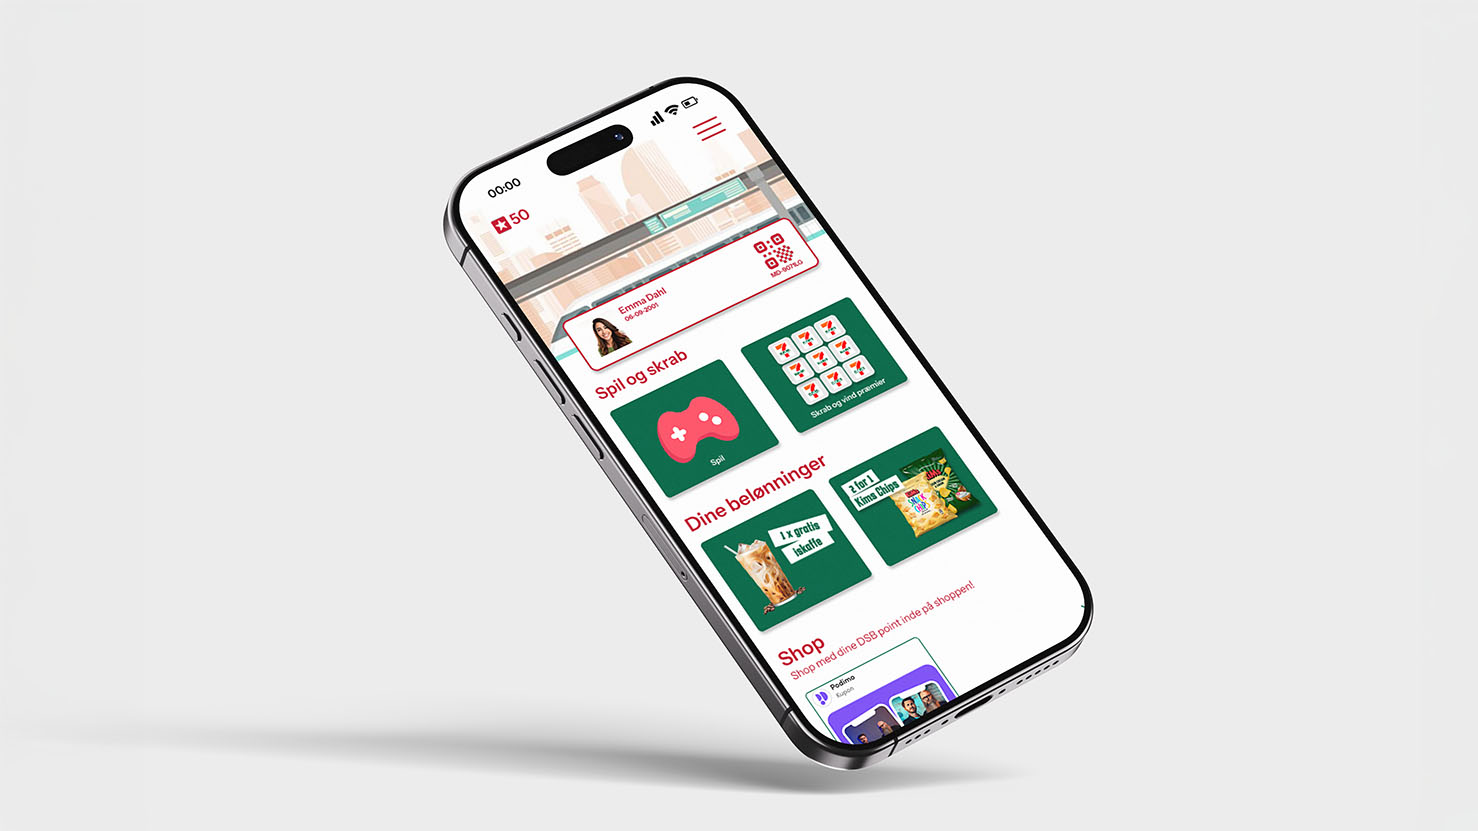 00:00
50
Emma Dahl
06-09-2001
MD-9071LG
Spil og skrab
Spil
Skrab og vind præmier
Dine belønninger
1 x gratis
iskaffe
2 for 1
Kims Chips
Shop
Shop med dine DSB point inde på shoppen!
Podimo
Kupon